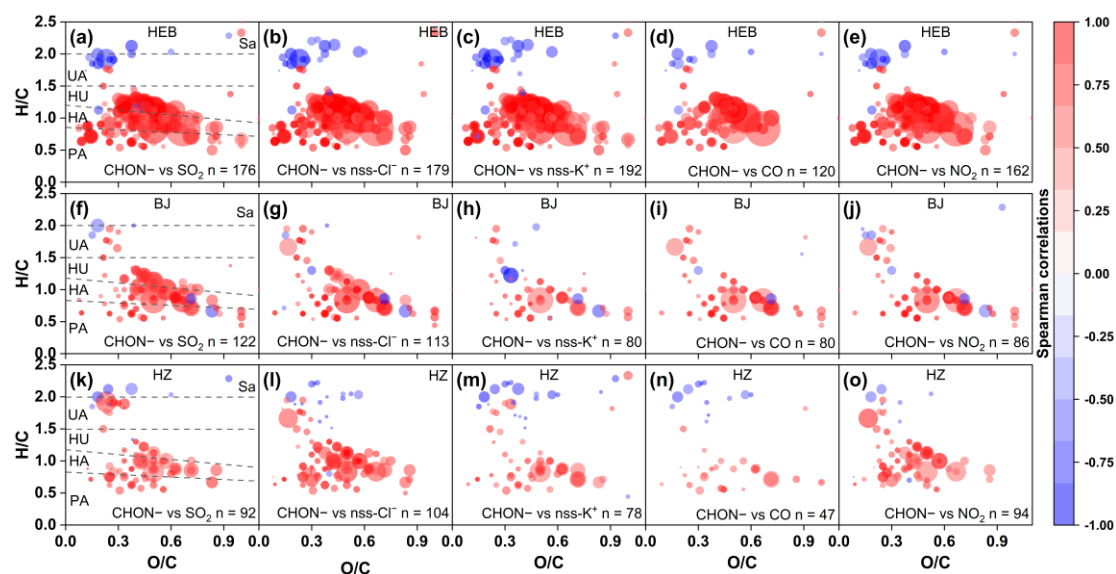 (a) HEB Sa UA HU HA PA CHON− vs SO₂ n = 176
(b) HEB CHON− vs nss-Cl⁻ n = 179
(c) HEB CHON− vs nss-K⁺ n = 192
(d) HEB CHON− vs CO n = 120
(e) HEB CHON− vs NO₂ n = 162
H/C
2.5
2.0
1.5
1.0
0.5
0.0
(f) BJ Sa UA HU HA PA CHON− vs SO₂ n = 122
(g) BJ CHON− vs nss-Cl⁻ n = 113
(h) BJ CHON− vs nss-K⁺ n = 80
(i) BJ CHON− vs CO n = 80
(j) BJ CHON− vs NO₂ n = 86
H/C
2.5
2.0
1.5
1.0
0.5
0.0
(k) HZ Sa UA HU HA PA CHON− vs SO₂ n = 92
(l) HZ CHON− vs nss-Cl⁻ n = 104
(m) HZ CHON− vs nss-K⁺ n = 78
(n) HZ CHON− vs CO n = 47
(o) HZ CHON− vs NO₂ n = 94
H/C
2.5
2.0
1.5
1.0
0.5
0.0
0.0 0.3 0.6 0.9 0.0 0.3 0.6 0.9 0.0 0.3 0.6 0.9 0.0 0.3 0.6 0.9 0.0 0.3 0.6 0.9
O/C O/C O/C O/C O/C
Spearman correlations
1.00
0.75
0.50
0.25
0.00
-0.25
-0.50
-0.75
-1.00